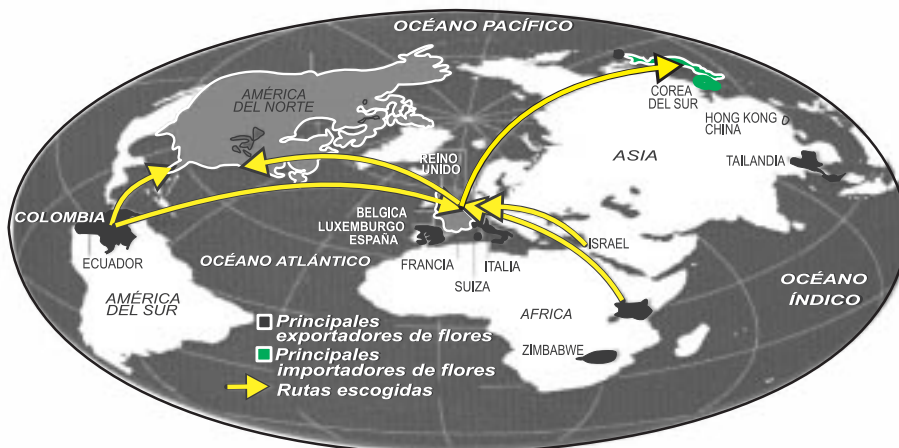 OCÉANO PACÍFICO
AMÉRICA
DEL NORTE
COREA
DEL SUR
HONG KONG
CHINA
ASIA
TAILANDIA
REINO
UNIDO
COLOMBIA
ECUADOR
BELGICA
LUXEMBURGO
ESPAÑA
FRANCIA
ITALIA
SUIZA
ISRAEL
OCÉANO ATLÁNTICO
OCÉANO
ÍNDICO
AMÉRICA
DEL SUR
AFRICA
ZIMBABWE
Principales
exportadores de flores
Principales
importadores de flores
Rutas escogidas